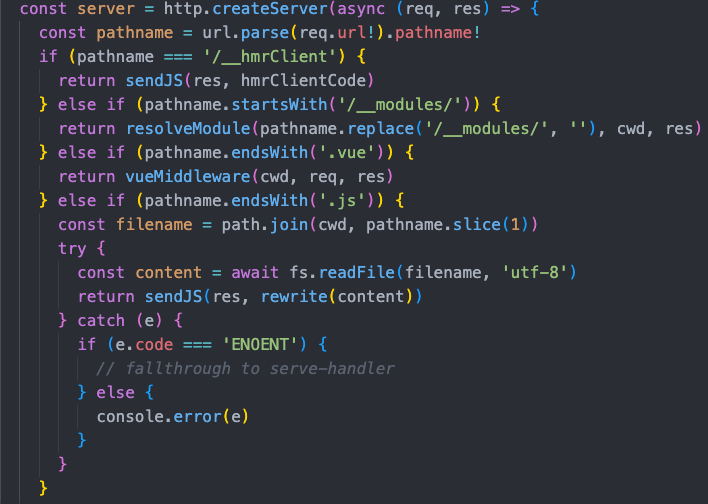 const server = http.createServer(async (req, res) => {
  const pathname = url.parse(req.url!).pathname!
  if (pathname === '/__hmrClient') {
    return sendJS(res, hmrClientCode)
  } else if (pathname.startsWith('/__modules/')) {
    return resolveModule(pathname.replace('/__modules/', ''), cwd, res)
  } else if (pathname.endsWith('.vue')) {
    return vueMiddleware(cwd, req, res)
  } else if (pathname.endsWith('.js')) {
    const filename = path.join(cwd, pathname.slice(1))
    try {
      const content = await fs.readFile(filename, 'utf-8')
      return sendJS(res, rewrite(content))
    } catch (e) {
      if (e.code === 'ENOENT') {
        // fallthrough to serve-handler
      } else {
        console.error(e)
      }
    }
  }